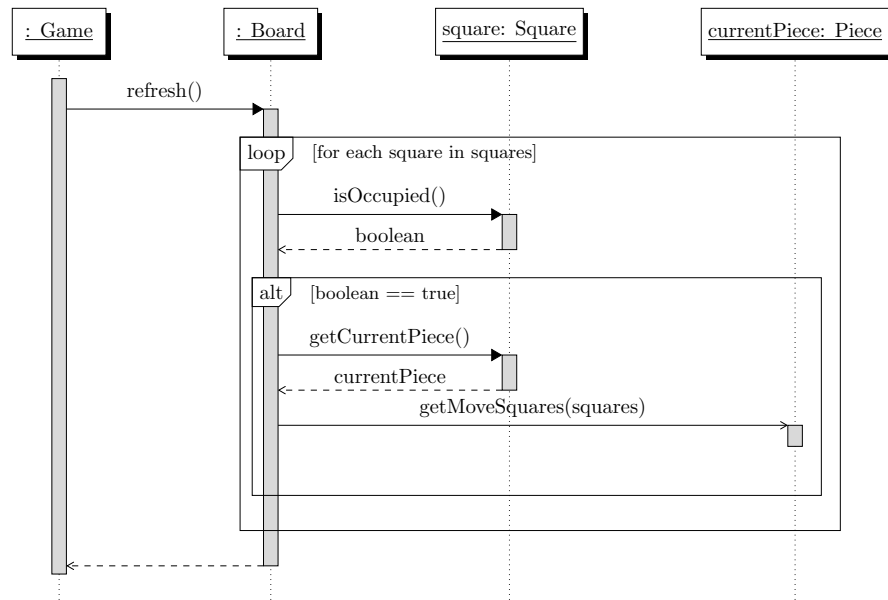 : Game
: Board
square: Square
currentPiece: Piece
refresh()
loop
[for each square in squares]
isOccupied()
boolean
alt
[boolean == true]
getCurrentPiece()
currentPiece
getMoveSquares(squares)